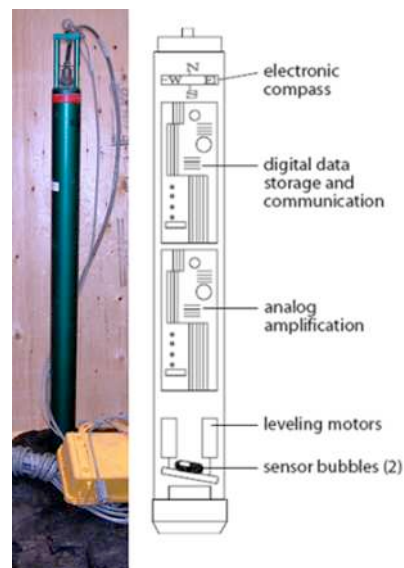 N
W E
S
electronic
compass
digital data
storage and
communication
analog
amplification
leveling motors
sensor bubbles (2)